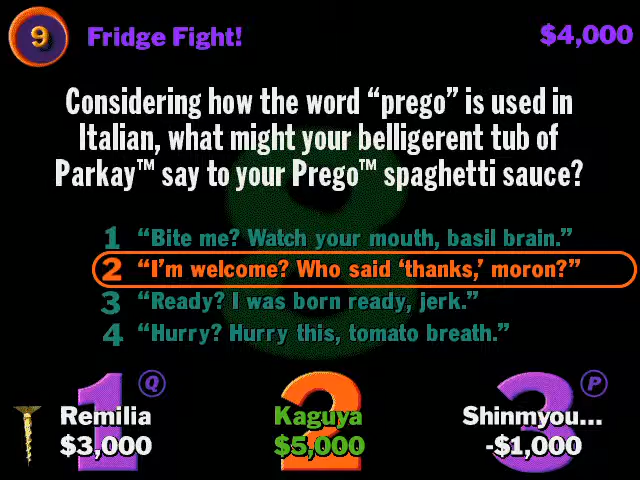 9 Fridge Fight! $4,000
Considering how the word “prego” is used in
Italian, what might your belligerent tub of
Parkay™ say to your Prego™ spaghetti sauce?
1 “Bite me? Watch your mouth, basil brain.”
2 “I’m welcome? Who said ‘thanks,’ moron?”
3 “Ready? I was born ready, jerk.”
4 “Hurry? Hurry this, tomato breath.”
8
1 Q 2 3 P
Remilia Kaguya Shinmyou...
$3,000 $5,000 -$1,000